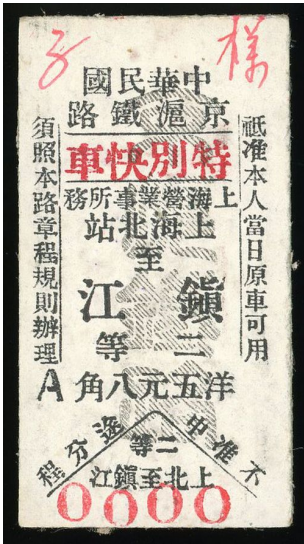 樣子
中華民國
京滬鐵路
特別快車
上海營業事所務
上海北站
至
鎮江
二等
洋五元八角
A
祗准本人當日原車可用
須照本路章程規則辦理
不准中途分程
二等
上北至鎮江
0000